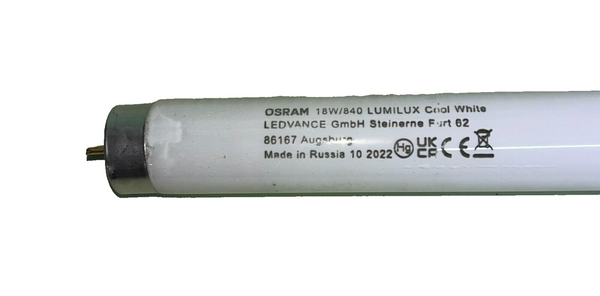 OSRAM 18W/840 LUMILUX Cool White
LEDVANCE GmbH Steinerne Furt 62
86167 Augsburg
Made in Russia 10 2022 Hg UK CA CE